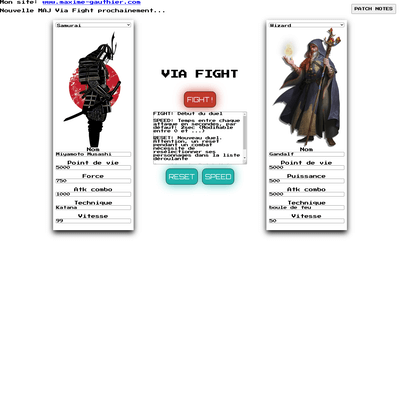 Mon site: www.maxime-gauthier.com
Nouvelle MAJ Via Fight prochainement...
PATCH NOTES
Samurai
Nom
Miyamoto Musashi
Point de vie
5000
Force
750
Atk combo
1000
Technique
Katana
Vitesse
99
VIA FIGHT
FIGHT!
FIGHT: Début du duel
SPEED: Temps entre chaque
attaque en secondes, par
défaut: 2sec (Modifiable
entre 0 et ...)
RESET: Nouveau duel.
Attention, un reset
pendant un combat
nécessite de
resélectionner ses
personnages dans la liste
déroulante
RESET
SPEED
Wizard
Nom
Gandalf
Point de vie
5000
Puissance
500
Atk combo
5000
Technique
boule de feu
Vitesse
50